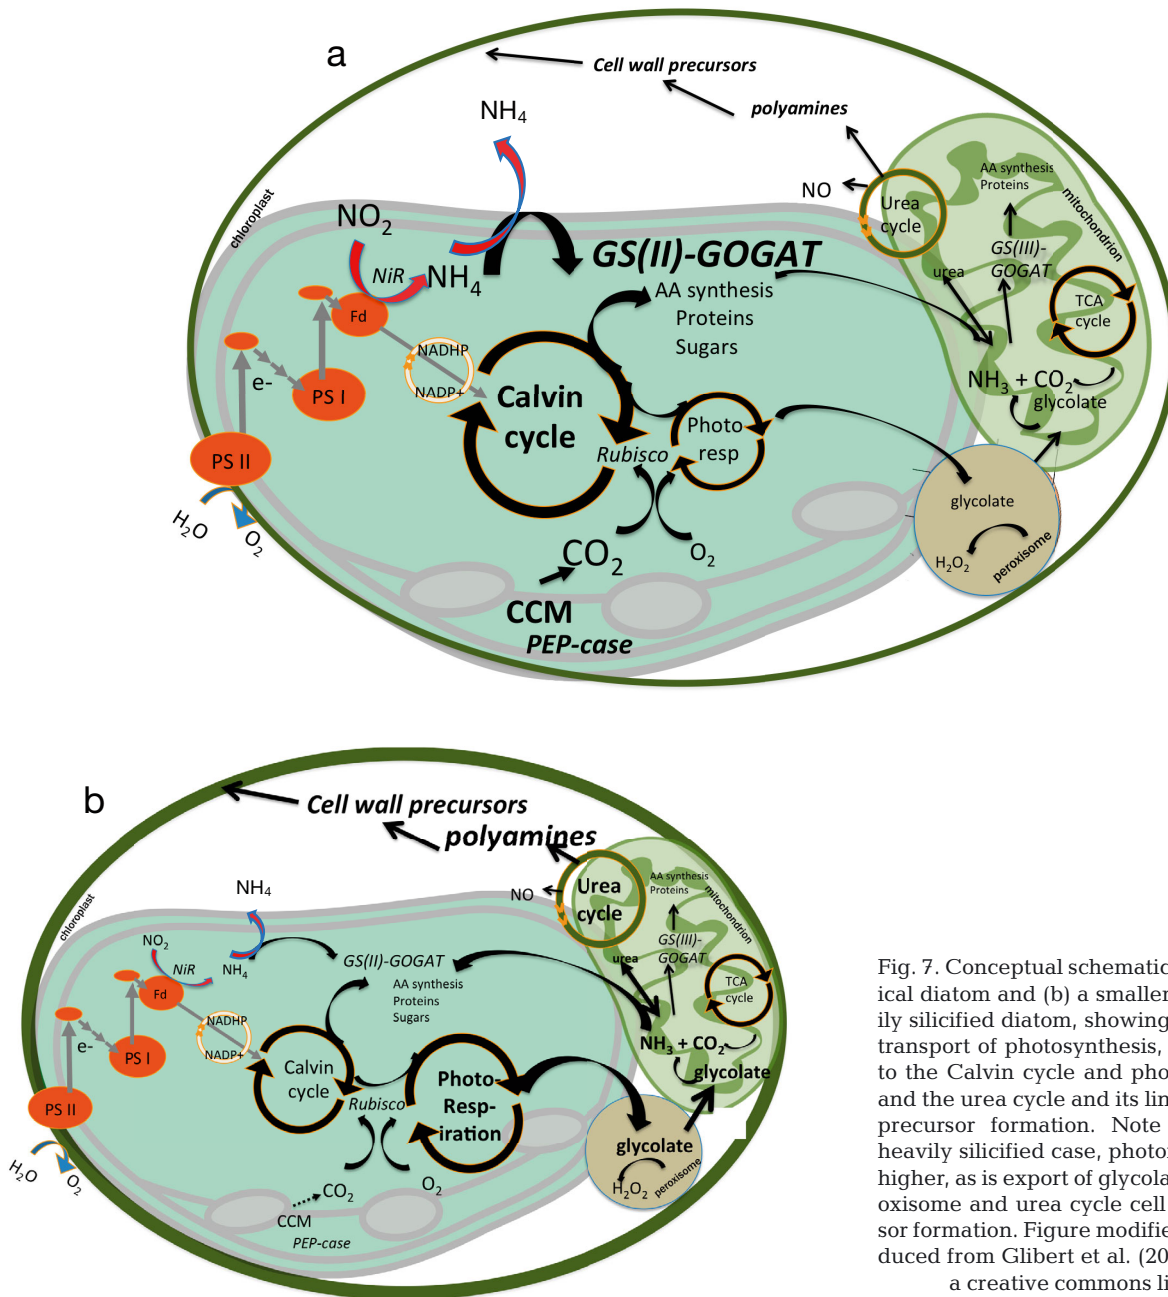 a
Cell wall precursors
polyamines
NH4
NO
chloroplast
NO2
NiR
NH4
GS(II)-GOGAT
AA synthesis
Proteins
Sugars
Urea
cycle
AA synthesis
Proteins
mitochondrion
GS(III)-
GOGAT
urea
TCA
cycle
NH3 + CO2
glycolate
Fd
NADHP
NADP+
e-
PS I
PS II
H2O
O2
Calvin
cycle
Rubisco
Photo
resp
CO2
O2
CCM
PEP-case
glycolate
H2O2
peroxisome
b
Cell wall precursors
polyamines
NH4
NO
chloroplast
NO2
NiR
NH4
GS(II)-GOGAT
AA synthesis
Proteins
Sugars
Urea
cycle
AA synthesis
Proteins
mitochondrion
GS(III)-
GOGAT
urea
TCA
cycle
NH3 + CO2
glycolate
Fd
NADHP
NADP+
e-
PS I
PS II
H2O
O2
Calvin
cycle
Rubisco
Photo-
Resp-
iration
CO2
O2
CCM
PEP-case
glycolate
H2O2
peroxisome
Fig. 7. Conceptual schematic
ical diatom and (b) a smaller
ily silicified diatom, showing
transport of photosynthesis,
to the Calvin cycle and pho
and the urea cycle and its lin
precursor formation. Note
heavily silicified case, photor
higher, as is export of glycola
oxisome and urea cycle cell
sor formation. Figure modifie
duced from Glibert et al. (20
a creative commons li